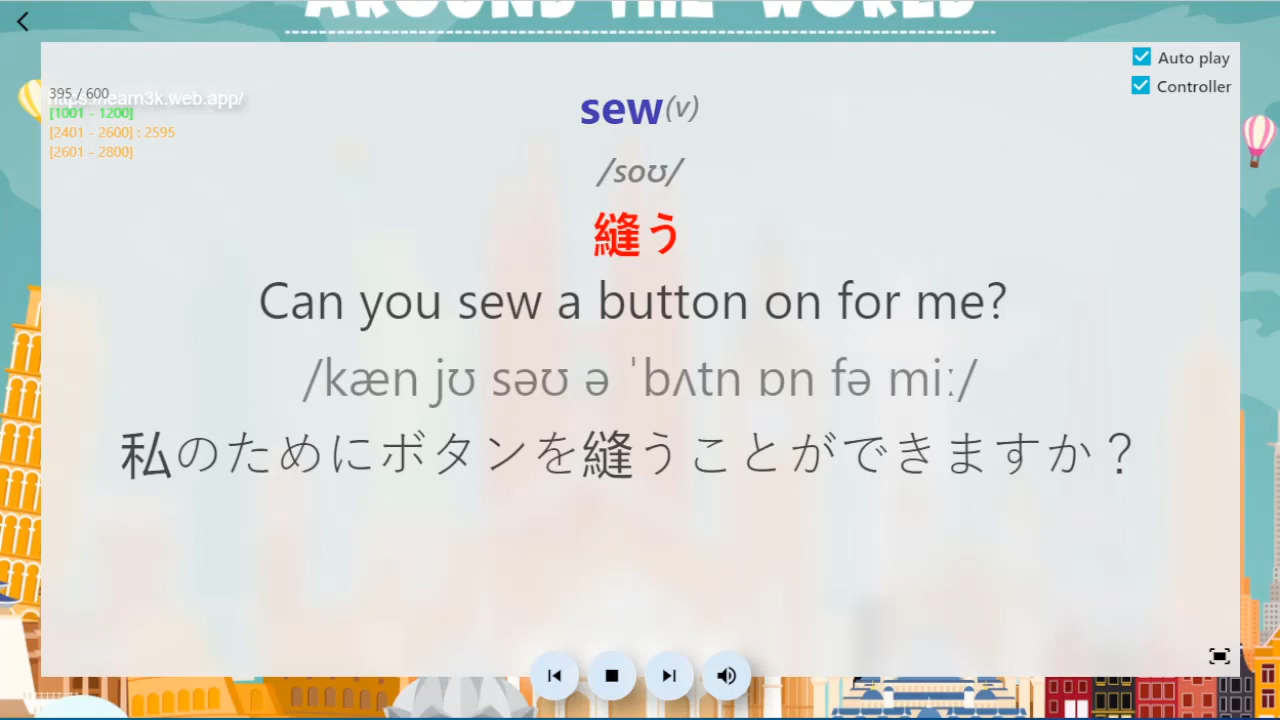 AROUND THE WORLD
Auto play
Controller
395 / 600
https://learn3k.web.app/
[1001 - 1200]
[2401 - 2600] : 2595
[2601 - 2800]
sew(v)
/soʊ/
縫う
Can you sew a button on for me?
/kæn jʊ səʊ ə ˈbʌtn ɒn fə miː/
私のためにボタンを縫うことができますか？